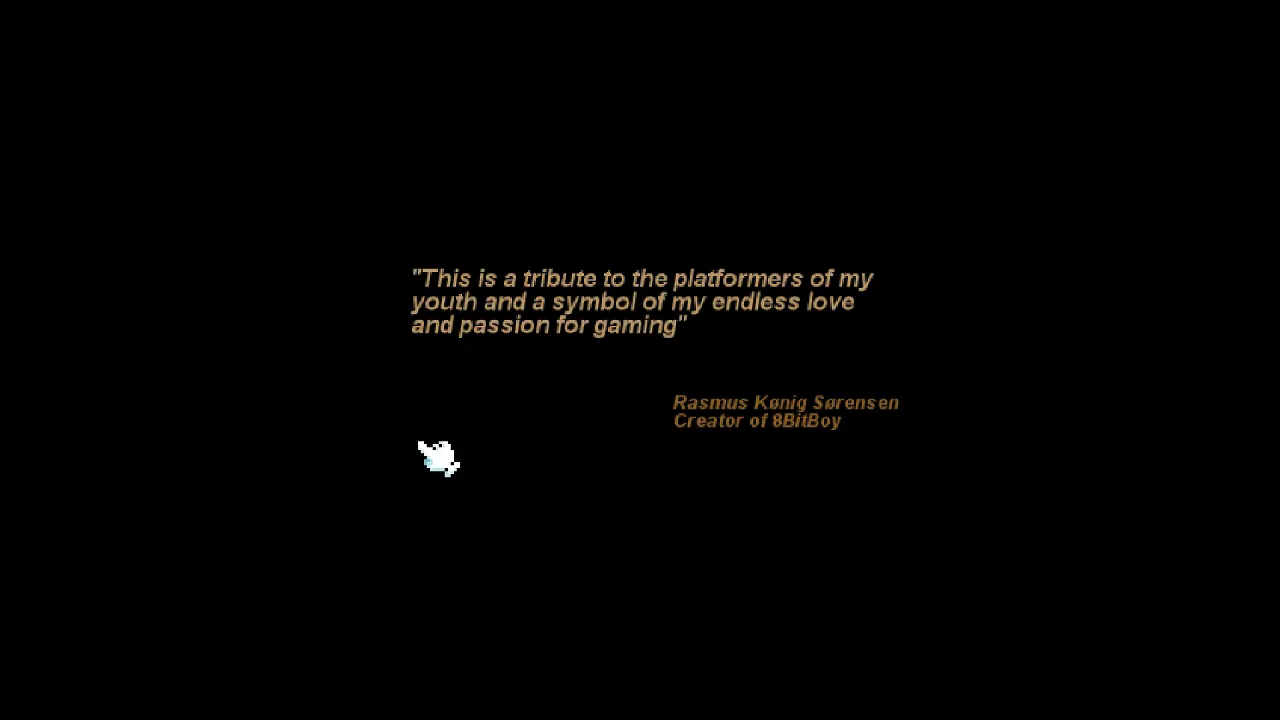 "This is a tribute to the platformers of my
youth and a symbol of my endless love
and passion for gaming"
Rasmus Kønig Sørensen
Creator of 8BitBoy